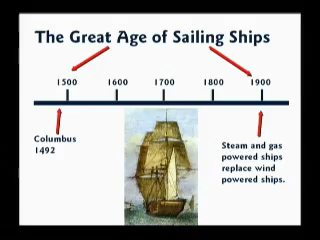 The Great Age of Sailing Ships
1500 1600 1700 1800 1900
Columbus
1492
Steam and gas
powered ships
replace wind
powered ships.